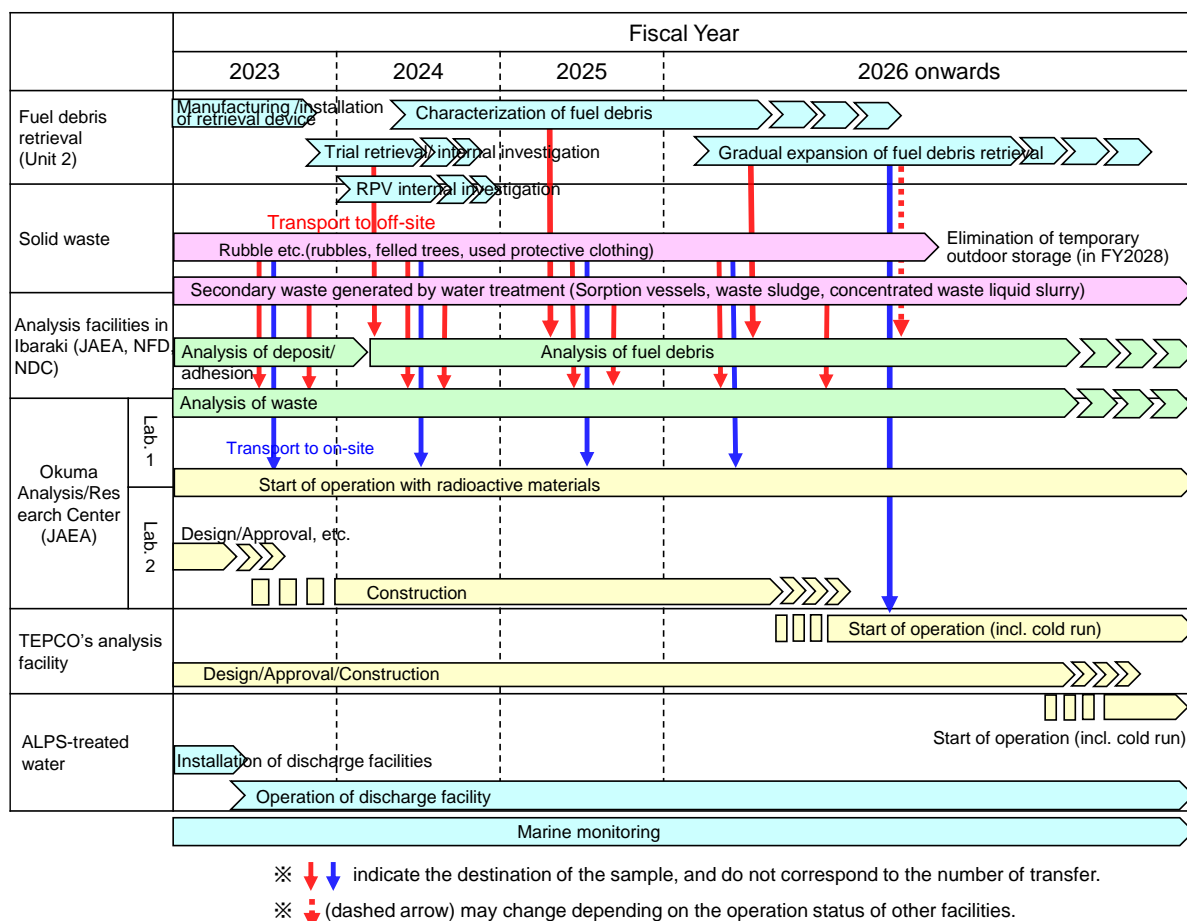 Fiscal Year
2023
2024
2025
2026 onwards
Fuel debris
retrieval
(Unit 2)
Manufacturing /installation
of retrieval device
Characterization of fuel debris
Trial retrieval/ internal investigation
Gradual expansion of fuel debris retrieval
RPV internal investigation
Solid waste
Transport to off-site
Rubble etc.(rubbles, felled trees, used protective clothing)
Elimination of temporary
outdoor storage (in FY2028)
Secondary waste generated by water treatment (Sorption vessels, waste sludge, concentrated waste liquid slurry)
Analysis facilities in
Ibaraki (JAEA, NFD,
NDC)
Analysis of deposit/
adhesion
Analysis of fuel debris
Analysis of waste
Okuma
Analysis/Res
earch Center
(JAEA)
Lab. 1
Transport to on-site
Start of operation with radioactive materials
Lab. 2
Design/Approval, etc.
Construction
Start of operation (incl. cold run)
TEPCO's analysis
facility
Design/Approval/Construction
Start of operation (incl. cold run)
ALPS-treated
water
Installation of discharge facilities
Operation of discharge facility
Marine monitoring
※ indicate the destination of the sample, and do not correspond to the number of transfer.
※ (dashed arrow) may change depending on the operation status of other facilities.